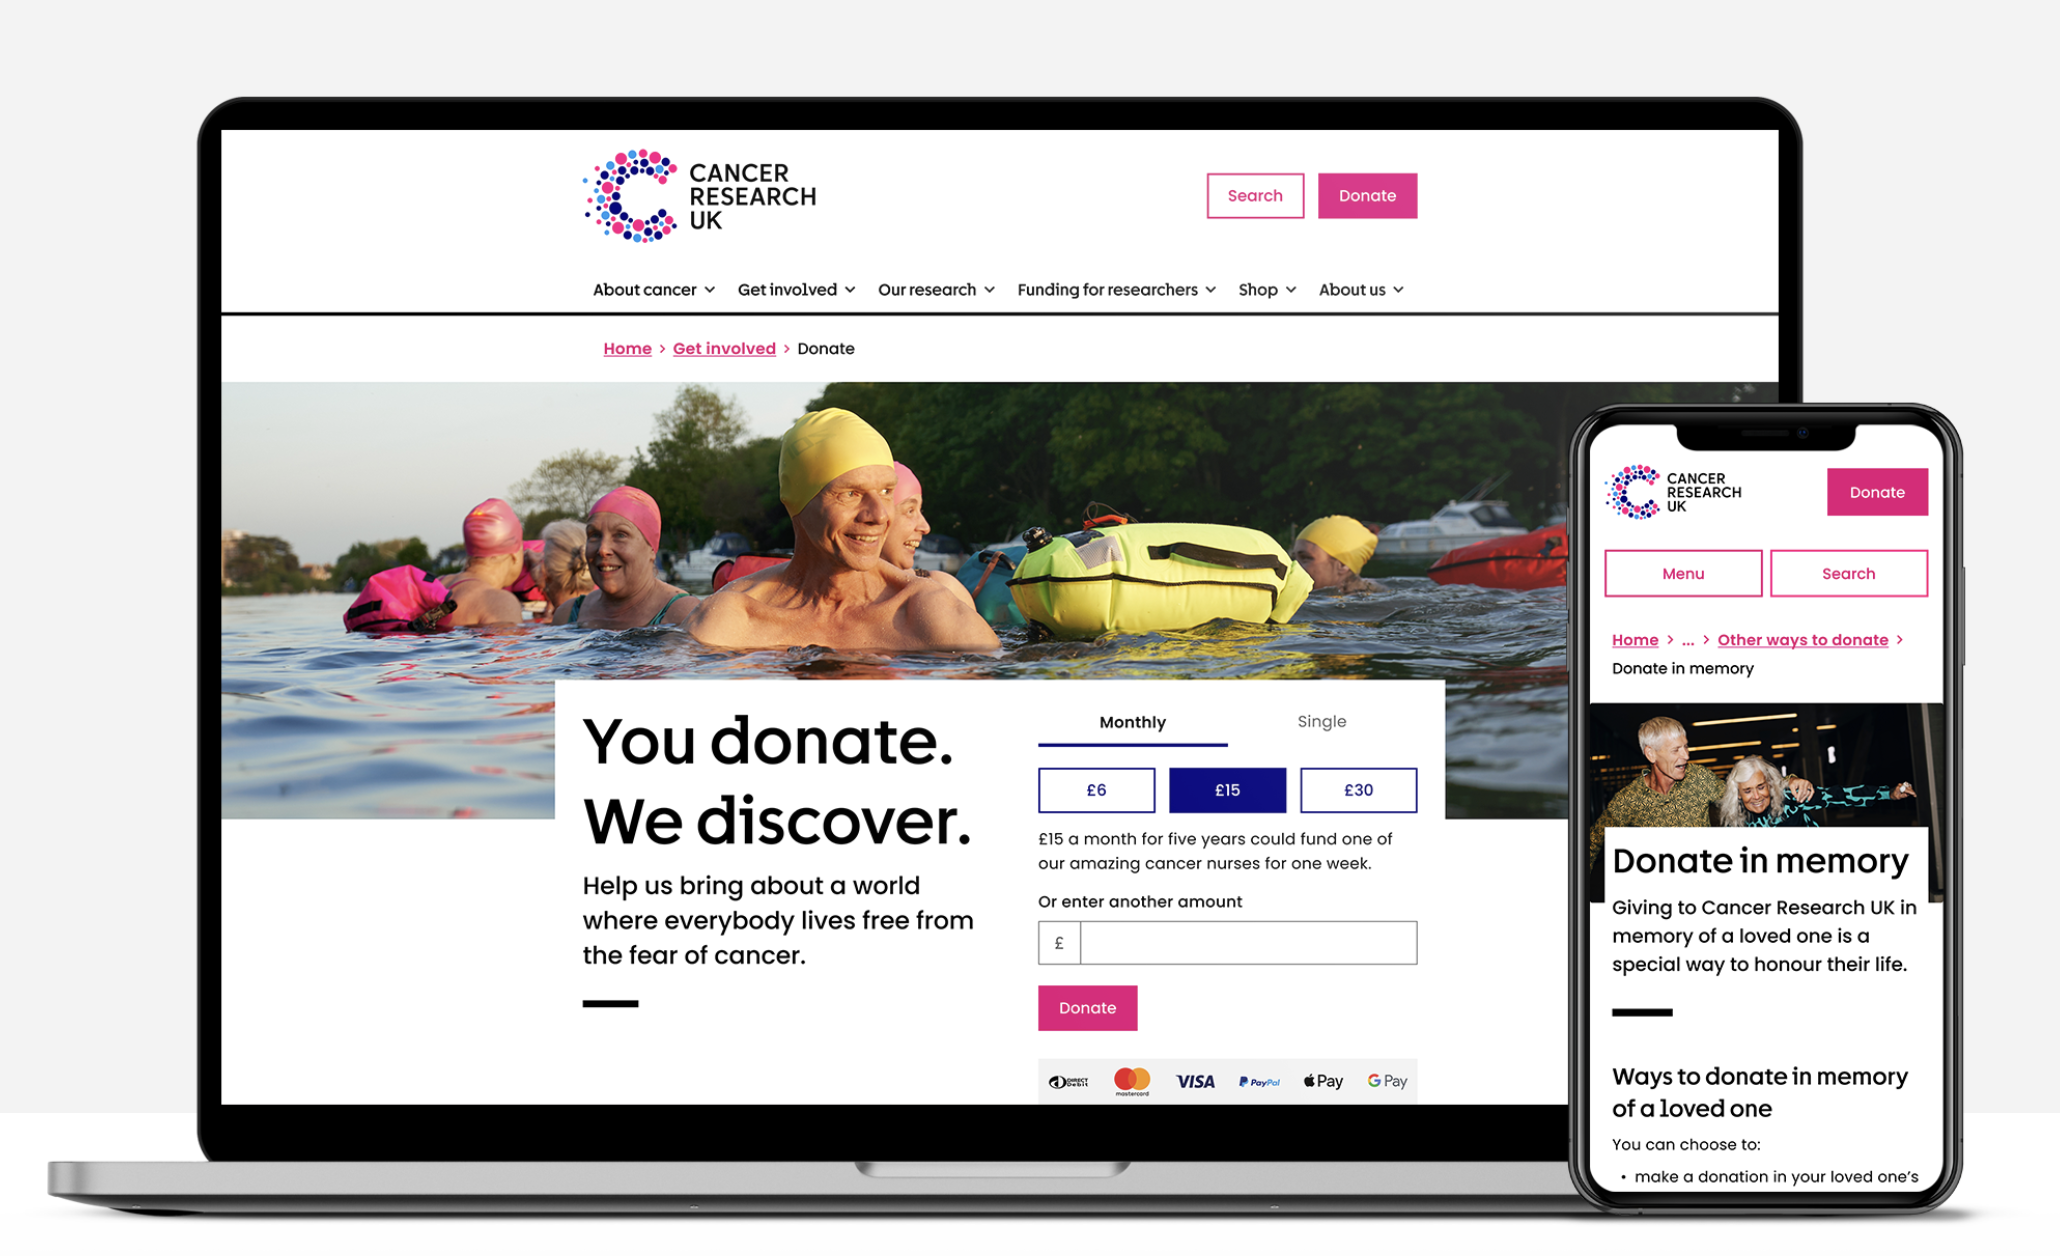 CANCER
RESEARCH
UK
Search
Donate
About cancer
Get involved
Our research
Funding for researchers
Shop
About us
Home > Get involved > Donate
You donate.
We discover.
Help us bring about a world
where everybody lives free from
the fear of cancer.
Monthly
Single
£6
£15
£30
£15 a month for five years could fund one of
our amazing cancer nurses for one week.
Or enter another amount
£
Donate
DIRECT
Debit
mastercard
VISA
PayPal
Pay
G Pay
CANCER
RESEARCH
UK
Donate
Menu
Search
Home > ... > Other ways to donate >
Donate in memory
Donate in memory
Giving to Cancer Research UK in
memory of a loved one is a
special way to honour their life.
Ways to donate in memory
of a loved one
You can choose to:
• make a donation in your loved one's